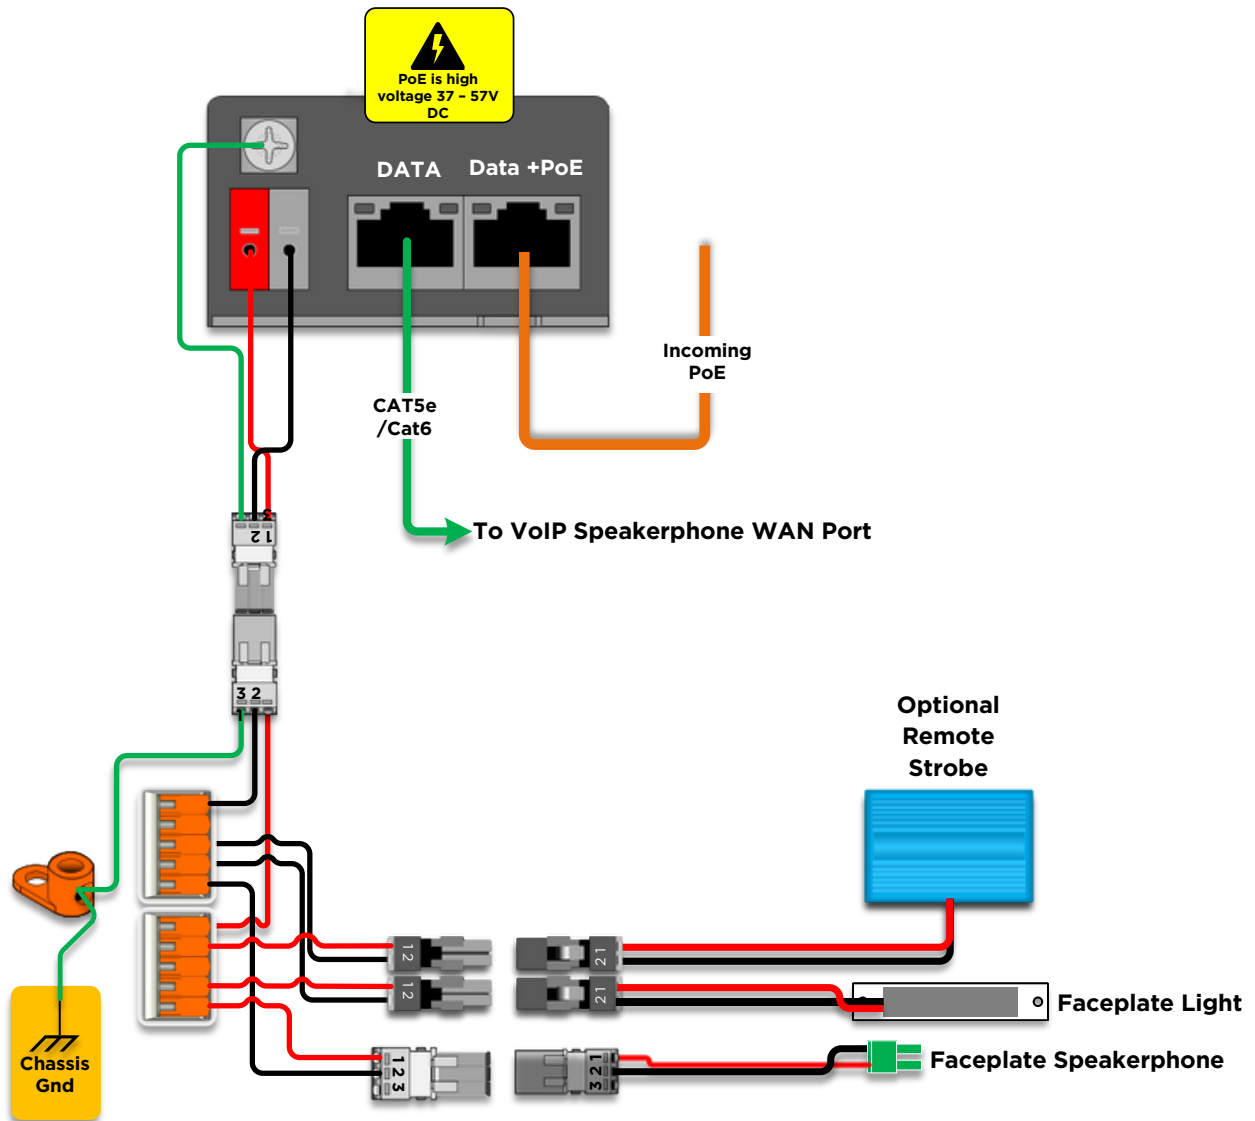 PoE is high
voltage 37 – 57V
DC
DATA
Data +PoE
Incoming
PoE
CAT5e
/Cat6
To VoIP Speakerphone WAN Port
1 2
3 2
1
Optional
Remote
Strobe
1 2
2 1
1 2
2 1
Faceplate Light
1
2
3
1
2
3
Faceplate Speakerphone
Chassis
Gnd